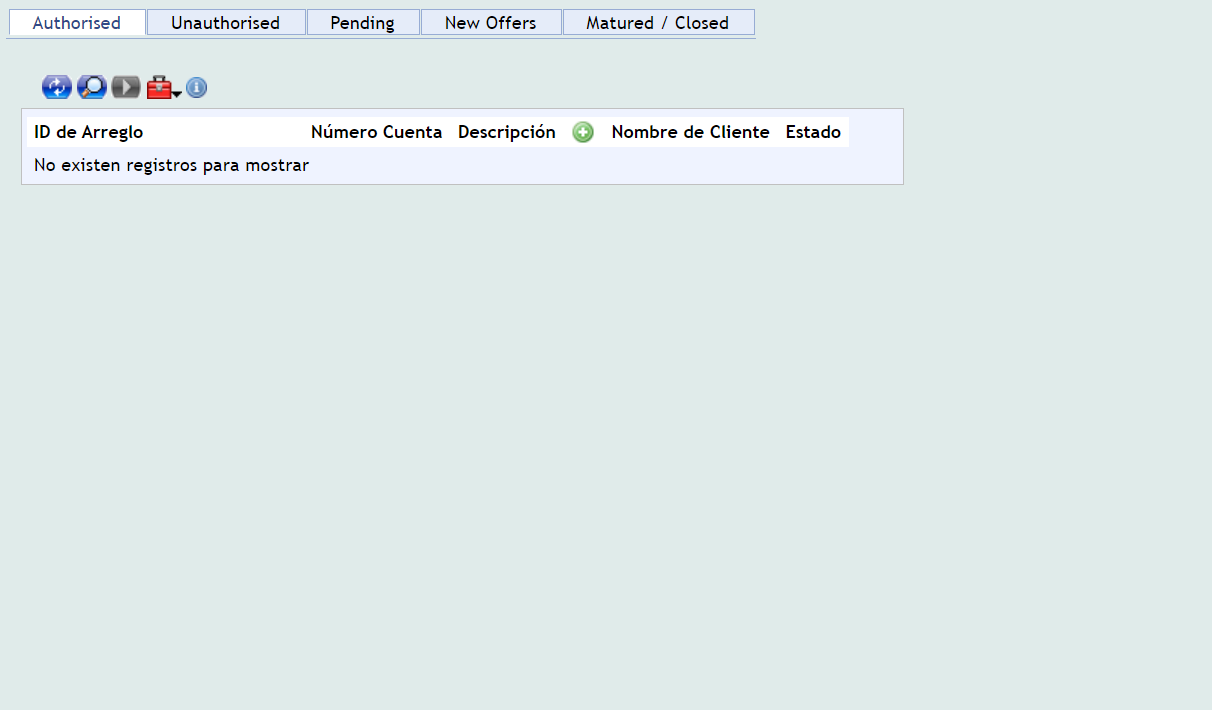 Authorised Unauthorised Pending New Offers Matured / Closed
ID de Arreglo Número Cuenta Descripción Nombre de Cliente Estado
No existen registros para mostrar